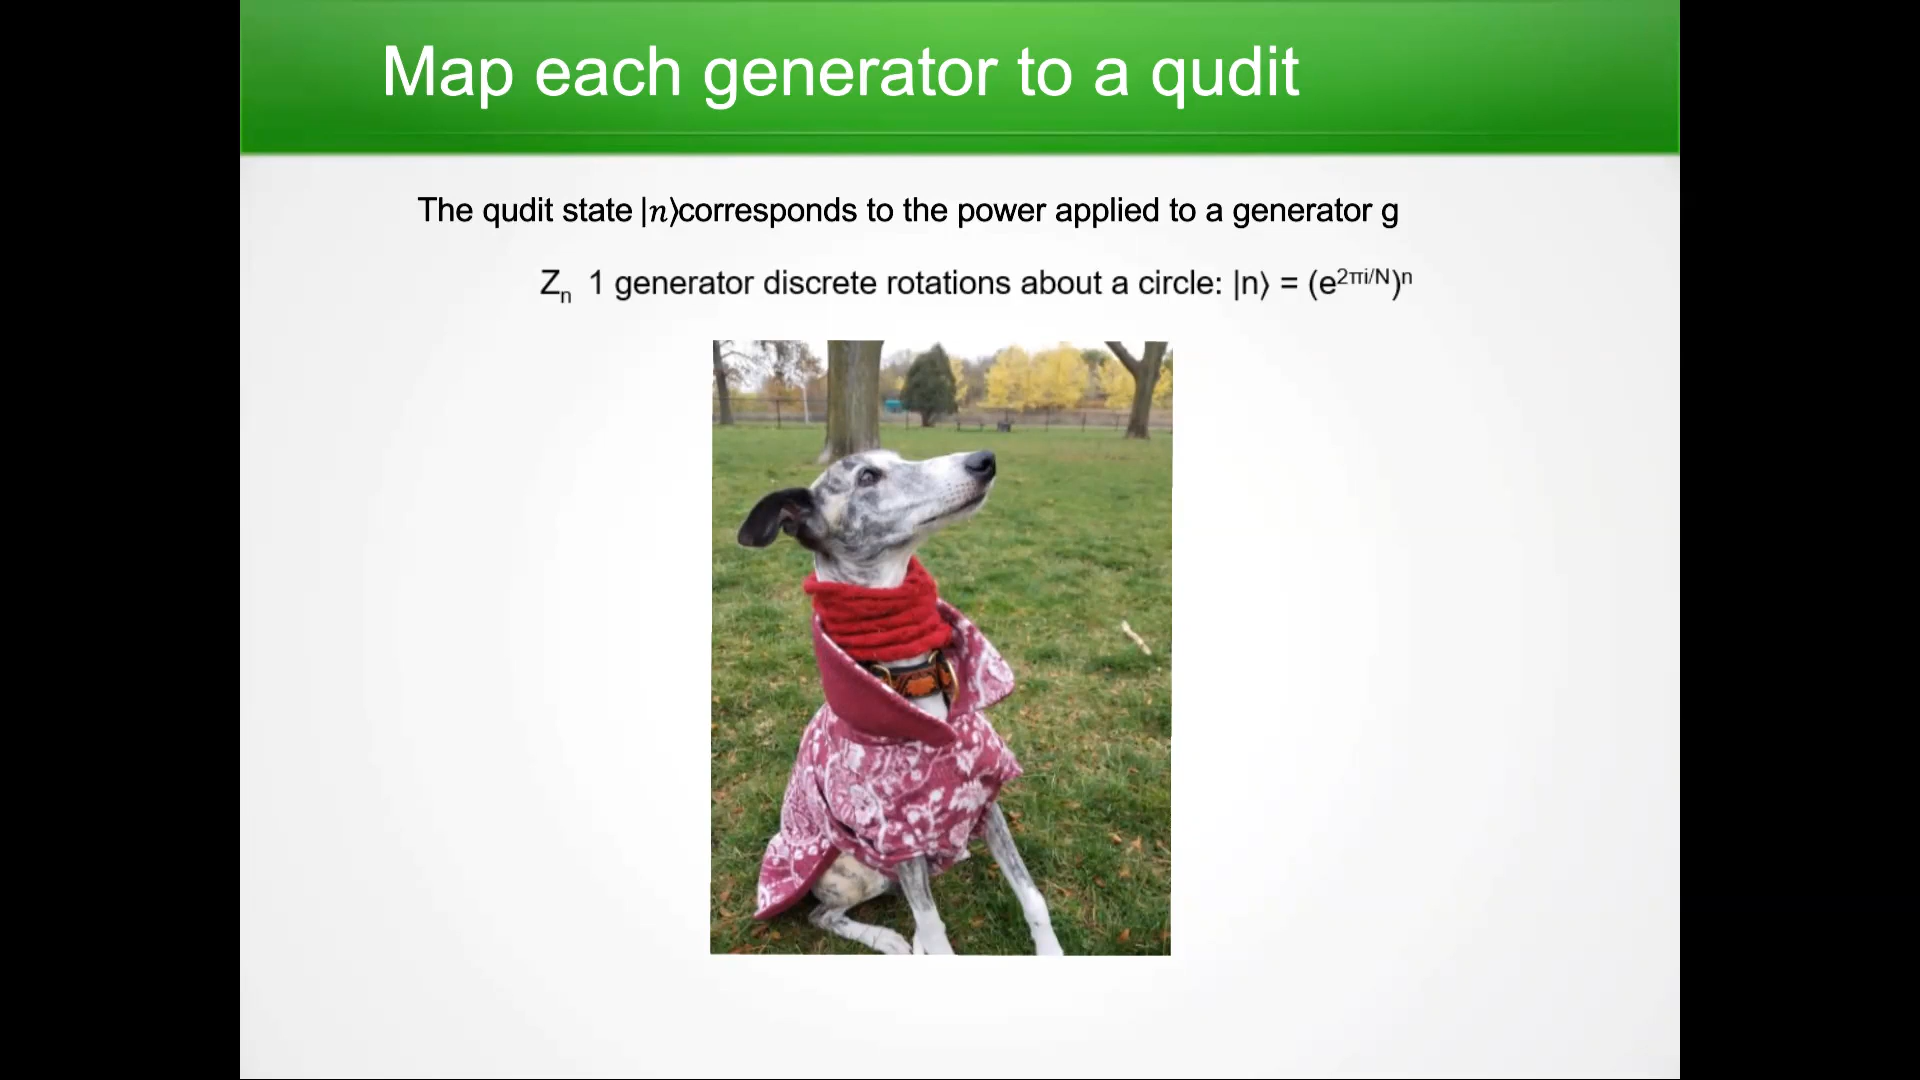 Map each generator to a qudit
The qudit state |n⟩corresponds to the power applied to a generator g
Zn 1 generator discrete rotations about a circle: |n⟩ = (e^2πi/N)^n